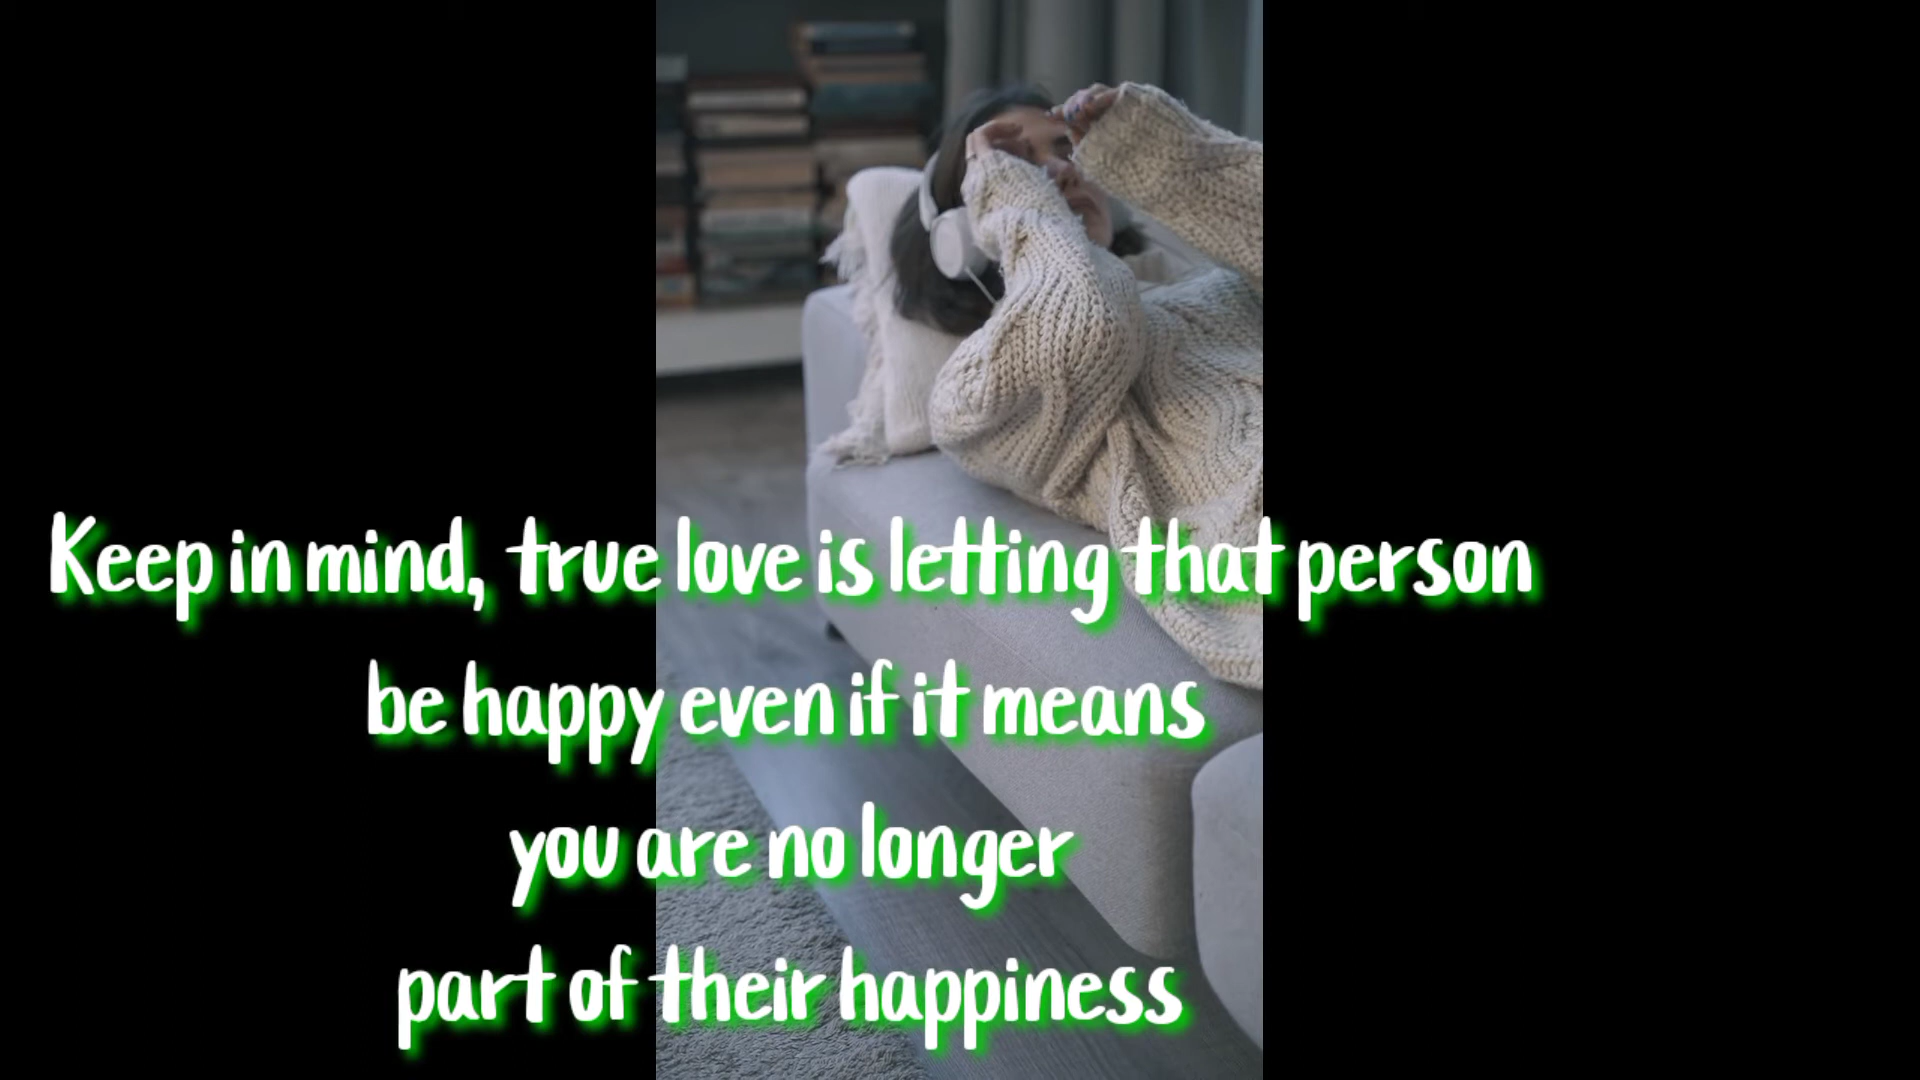 Keep in mind, true love is letting that person
be happy even if it means
you are no longer
part of their happiness